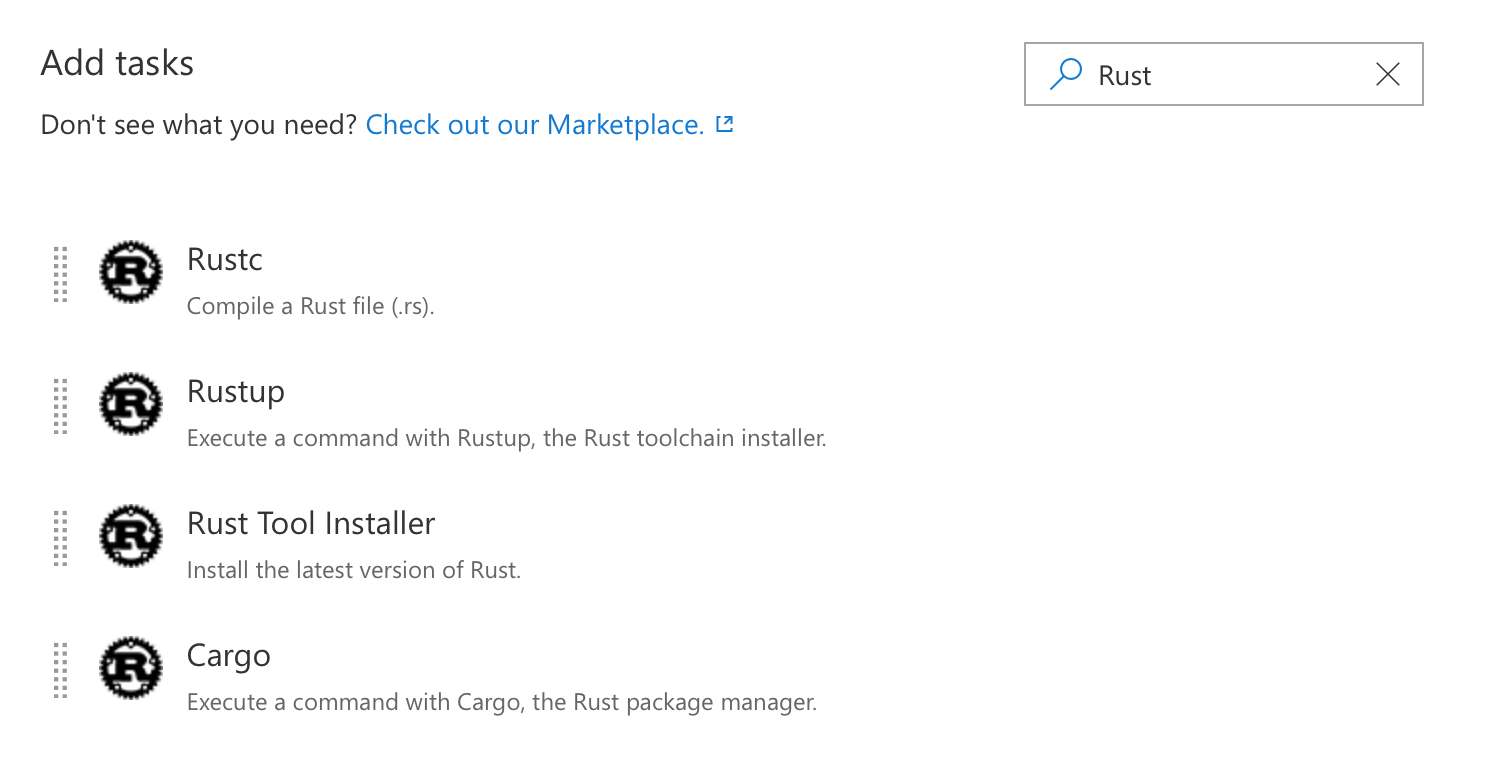 Add tasks
Rust
Don't see what you need? Check out our Marketplace.
Rustc
Compile a Rust file (.rs).
Rustup
Execute a command with Rustup, the Rust toolchain installer.
Rust Tool Installer
Install the latest version of Rust.
Cargo
Execute a command with Cargo, the Rust package manager.